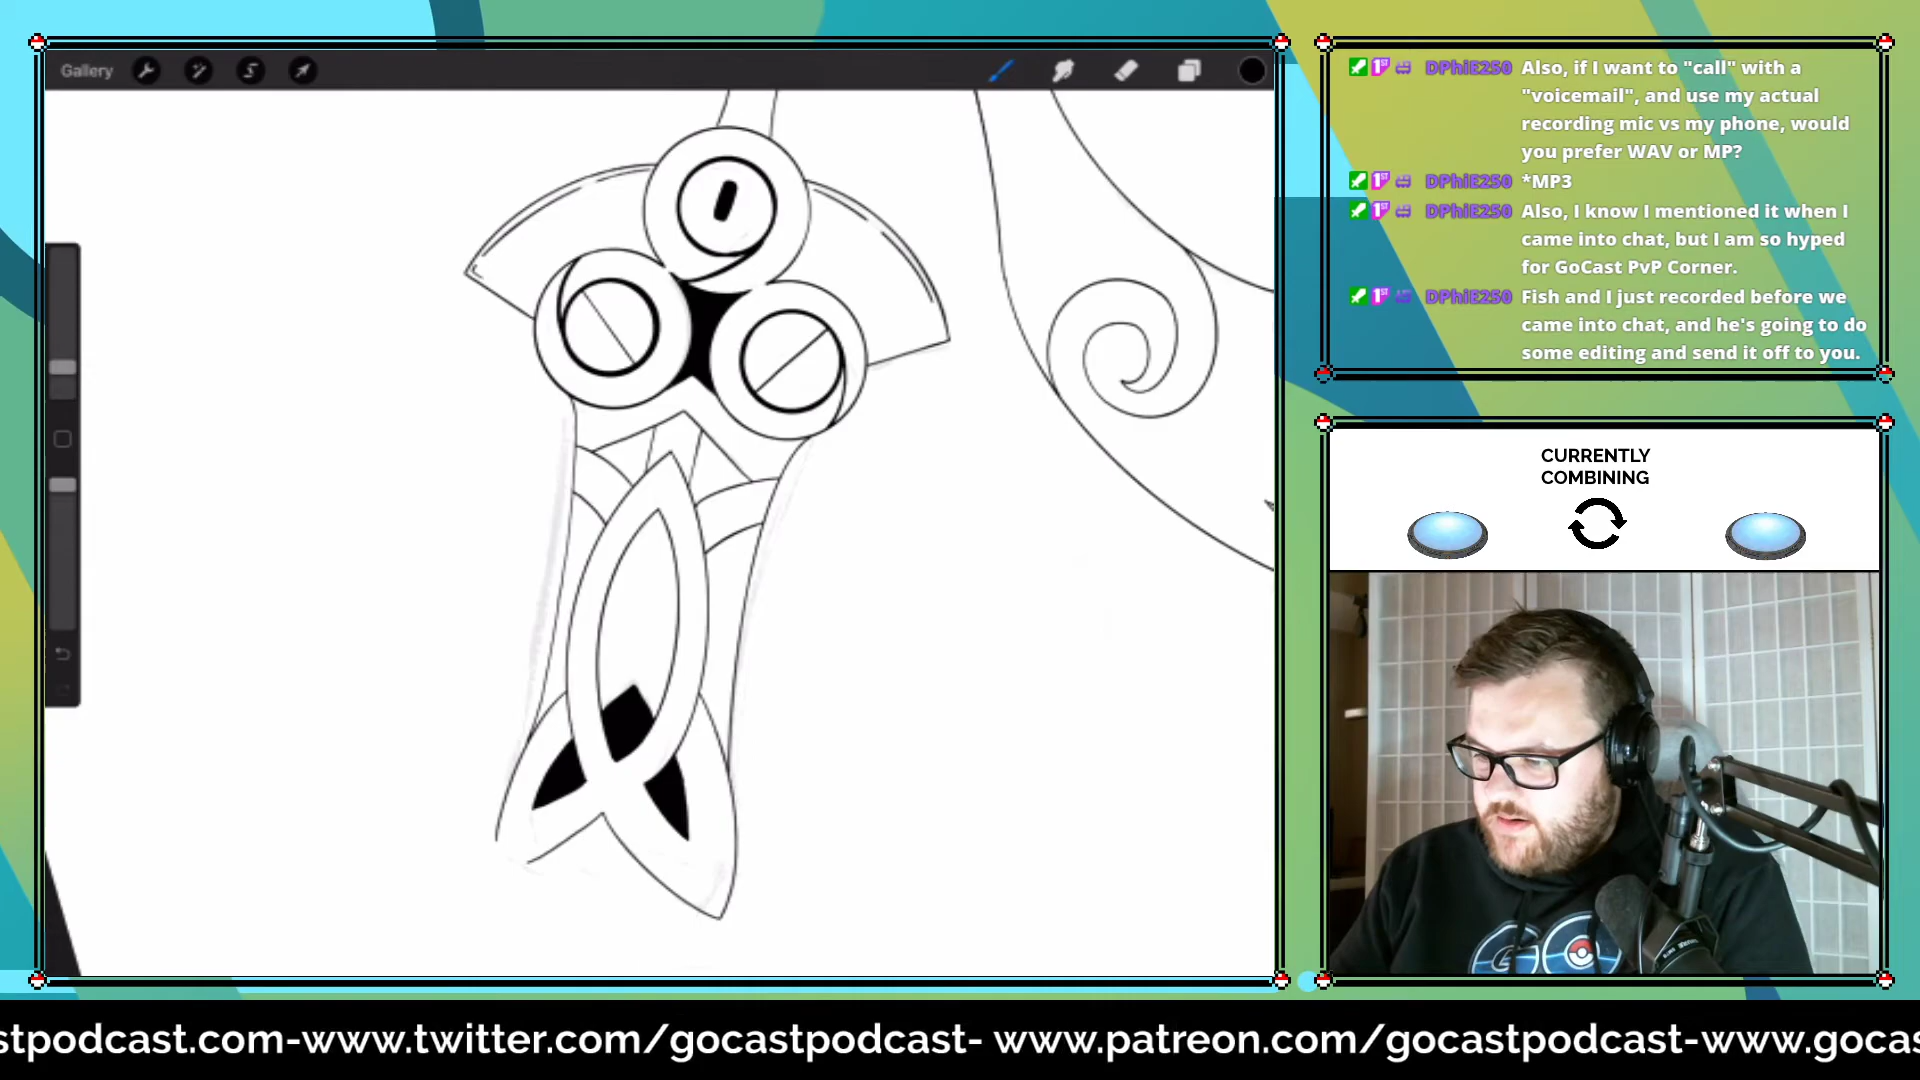 Gallery
DPhiE250 Also, if I want to "call" with a
"voicemail", and use my actual
recording mic vs my phone, would
you prefer WAV or MP?
DPhiE250 *MP3
DPhiE250 Also, I know I mentioned it when I
came into chat, but I am so hyped
for GoCast PvP Corner.
DPhiE250 Fish and I just recorded before we
came into chat, and he's going to do
some editing and send it off to you.
CURRENTLY
COMBINING
GO
stpodcast.com-www.twitter.com/gocastpodcast- www.patreon.com/gocastpodcast-www.gocas